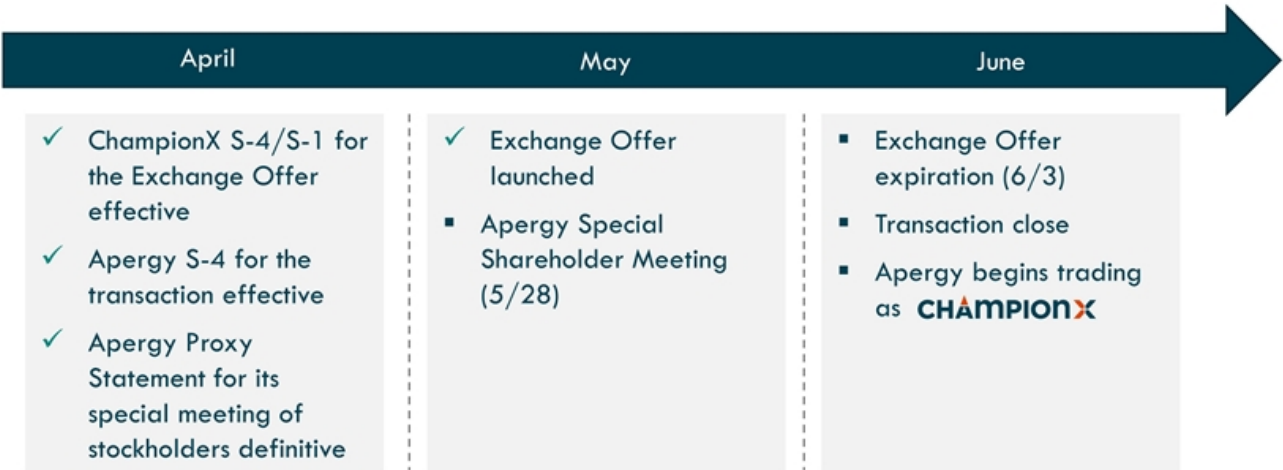 April
May
June
✓ ChampionX S-4/S-1 for
the Exchange Offer
effective
✓ Apergy S-4 for the
transaction effective
✓ Apergy Proxy
Statement for its
special meeting of
stockholders definitive
✓ Exchange Offer
launched
▪ Apergy Special
Shareholder Meeting
(5/28)
▪ Exchange Offer
expiration (6/3)
▪ Transaction close
▪ Apergy begins trading
as CHAMPIONX